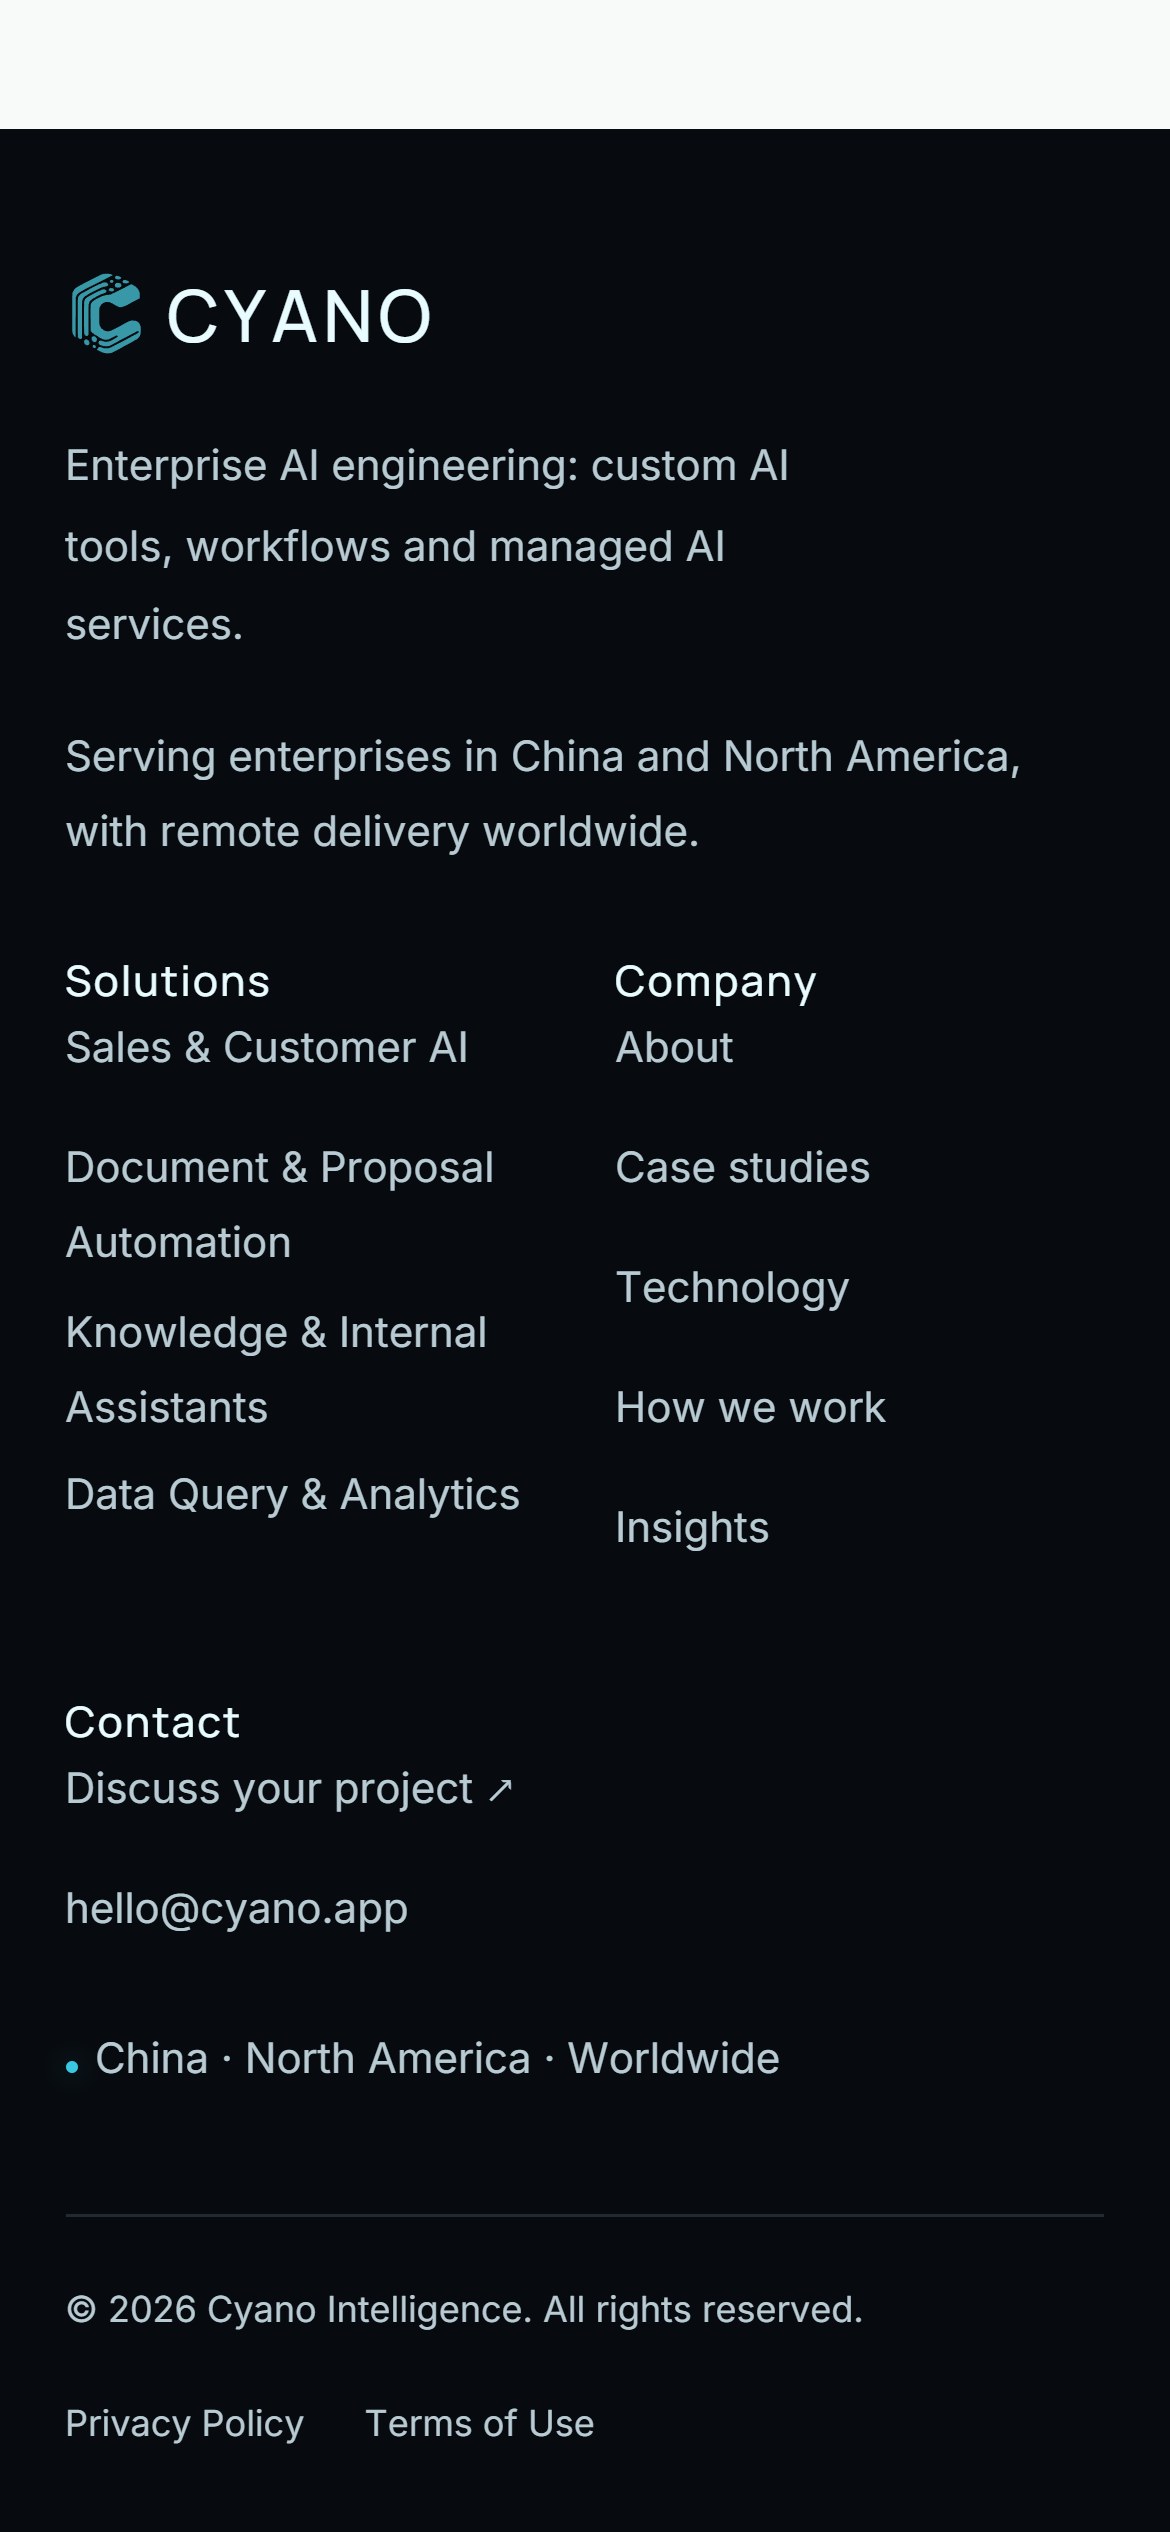 CYANO
Enterprise AI engineering: custom AI
tools, workflows and managed AI
services.
Serving enterprises in China and North America,
with remote delivery worldwide.
Solutions
Sales & Customer AI
Document & Proposal
Automation
Knowledge & Internal
Assistants
Data Query & Analytics
Company
About
Case studies
Technology
How we work
Insights
Contact
Discuss your project ↗
hello@cyano.app
China · North America · Worldwide
© 2026 Cyano Intelligence. All rights reserved.
Privacy Policy Terms of Use